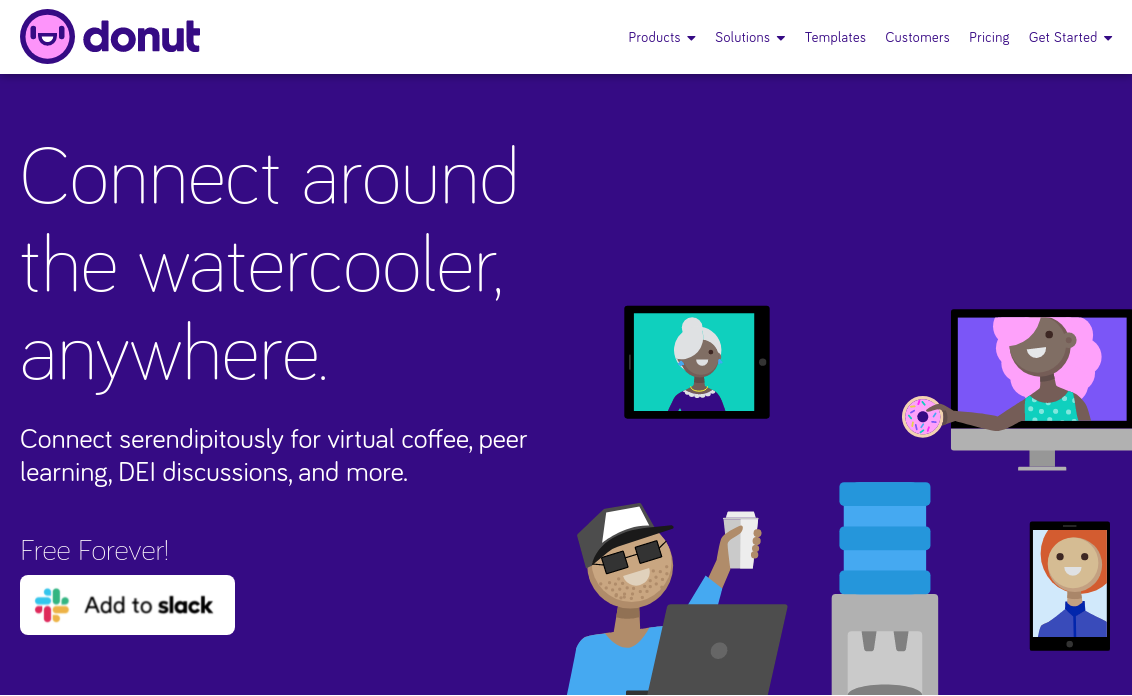 donut
Products Solutions Templates Customers Pricing Get Started
Connect around
the watercooler,
anywhere.
Connect serendipitously for virtual coffee, peer
learning, DEI discussions, and more.
Free Forever!
Add to slack